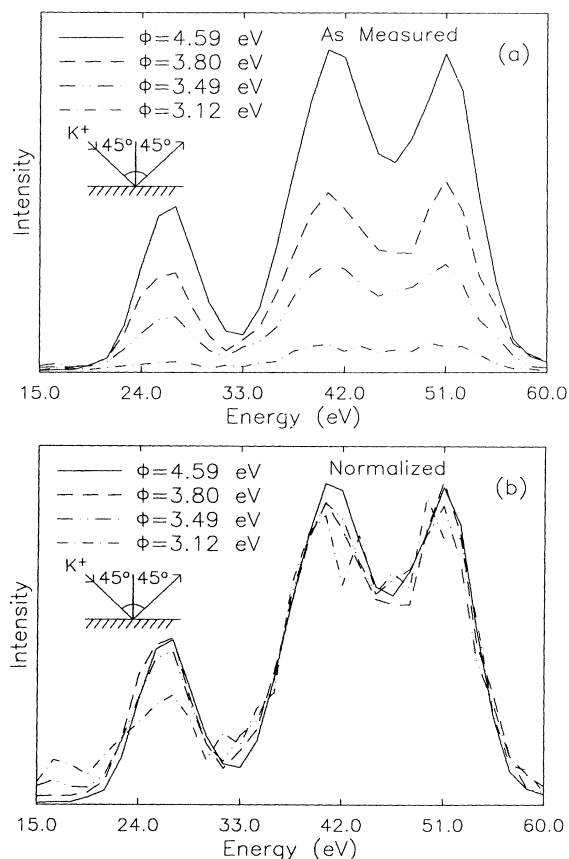 As Measured
(a)
Φ=4.59 eV
Φ=3.80 eV
Φ=3.49 eV
Φ=3.12 eV
K+
45° 45°
Intensity
15.0 24.0 33.0 42.0 51.0 60.0
Energy (eV)
Normalized
(b)
Φ=4.59 eV
Φ=3.80 eV
Φ=3.49 eV
Φ=3.12 eV
K+
45° 45°
Intensity
15.0 24.0 33.0 42.0 51.0 60.0
Energy (eV)